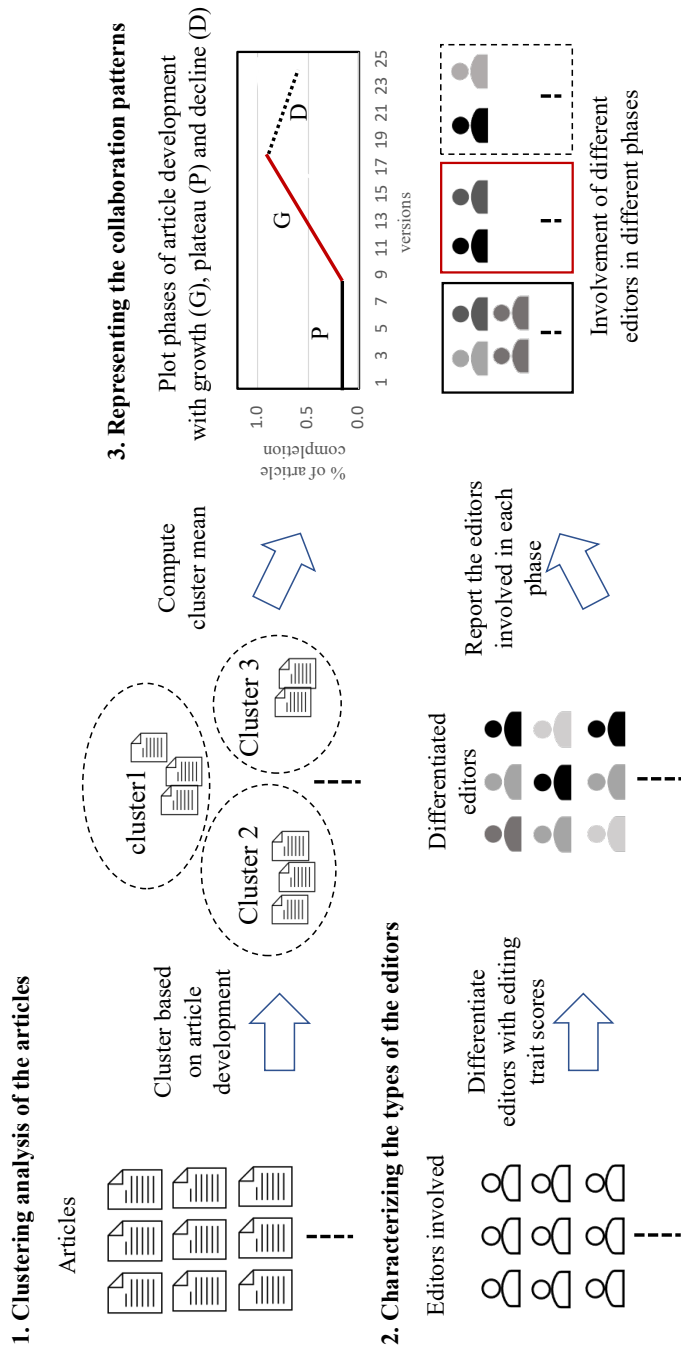 1. Clustering analysis of the articles
Articles
Cluster based
on article
development
cluster1
Cluster 2
Cluster 3
Compute
cluster mean
2. Characterizing the types of the editors
Editors involved
Differentiate
editors with editing
trait scores
Differentiated
editors
Report the editors
involved in each
phase
3. Representing the collaboration patterns
Plot phases of article development
with growth (G), plateau (P) and decline (D)
% of article
completion
1.0
0.5
0.0
P
G
D
1 3 5 7 9 11 13 15 17 19 21 23 25
versions
Involvement of different
editors in different phases